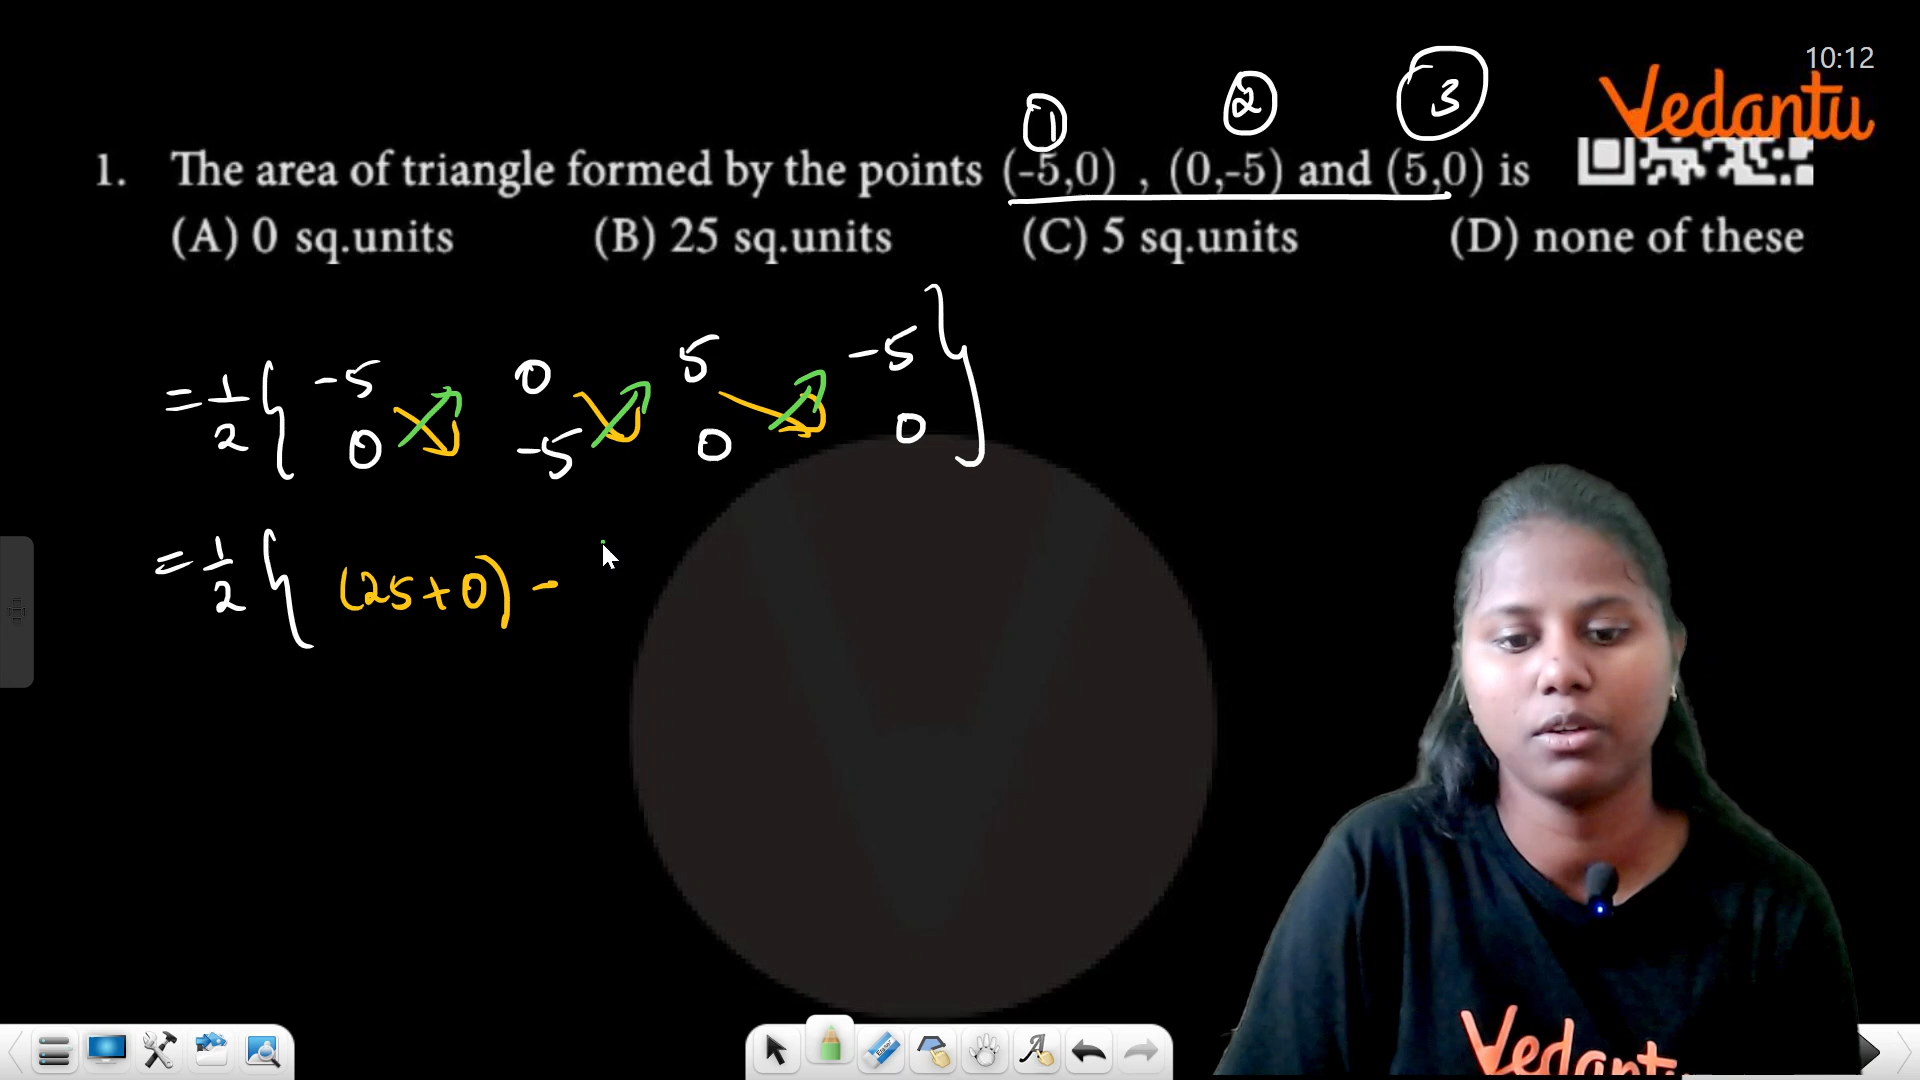 10:12
Vedantu
① ② ③
1. The area of triangle formed by the points (-5,0) , (0,-5) and (5,0) is
(A) 0 sq.units (B) 25 sq.units (C) 5 sq.units (D) none of these
= 1/2 { -5 0 5 -5 }
0 -5 0 0
= 1/2 { (25+0) -
Vedantu